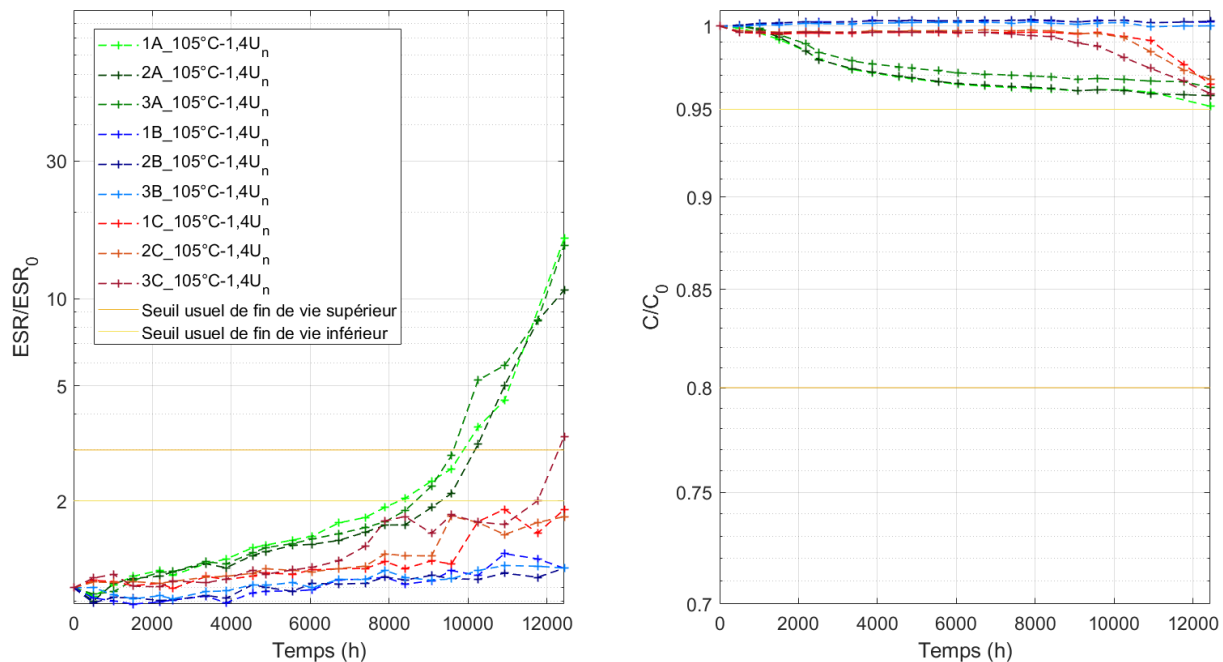 1A_105°C-1,4Un
2A_105°C-1,4Un
3A_105°C-1,4Un
1B_105°C-1,4Un
2B_105°C-1,4Un
3B_105°C-1,4Un
1C_105°C-1,4Un
2C_105°C-1,4Un
3C_105°C-1,4Un
Seuil usuel de fin de vie supérieur
Seuil usuel de fin de vie inférieur
30
10
5
2
ESR/ESR0
0 2000 4000 6000 8000 10000 12000
Temps (h)
1
0.95
0.9
0.85
0.8
0.75
0.7
C/C0
0 2000 4000 6000 8000 10000 12000
Temps (h)